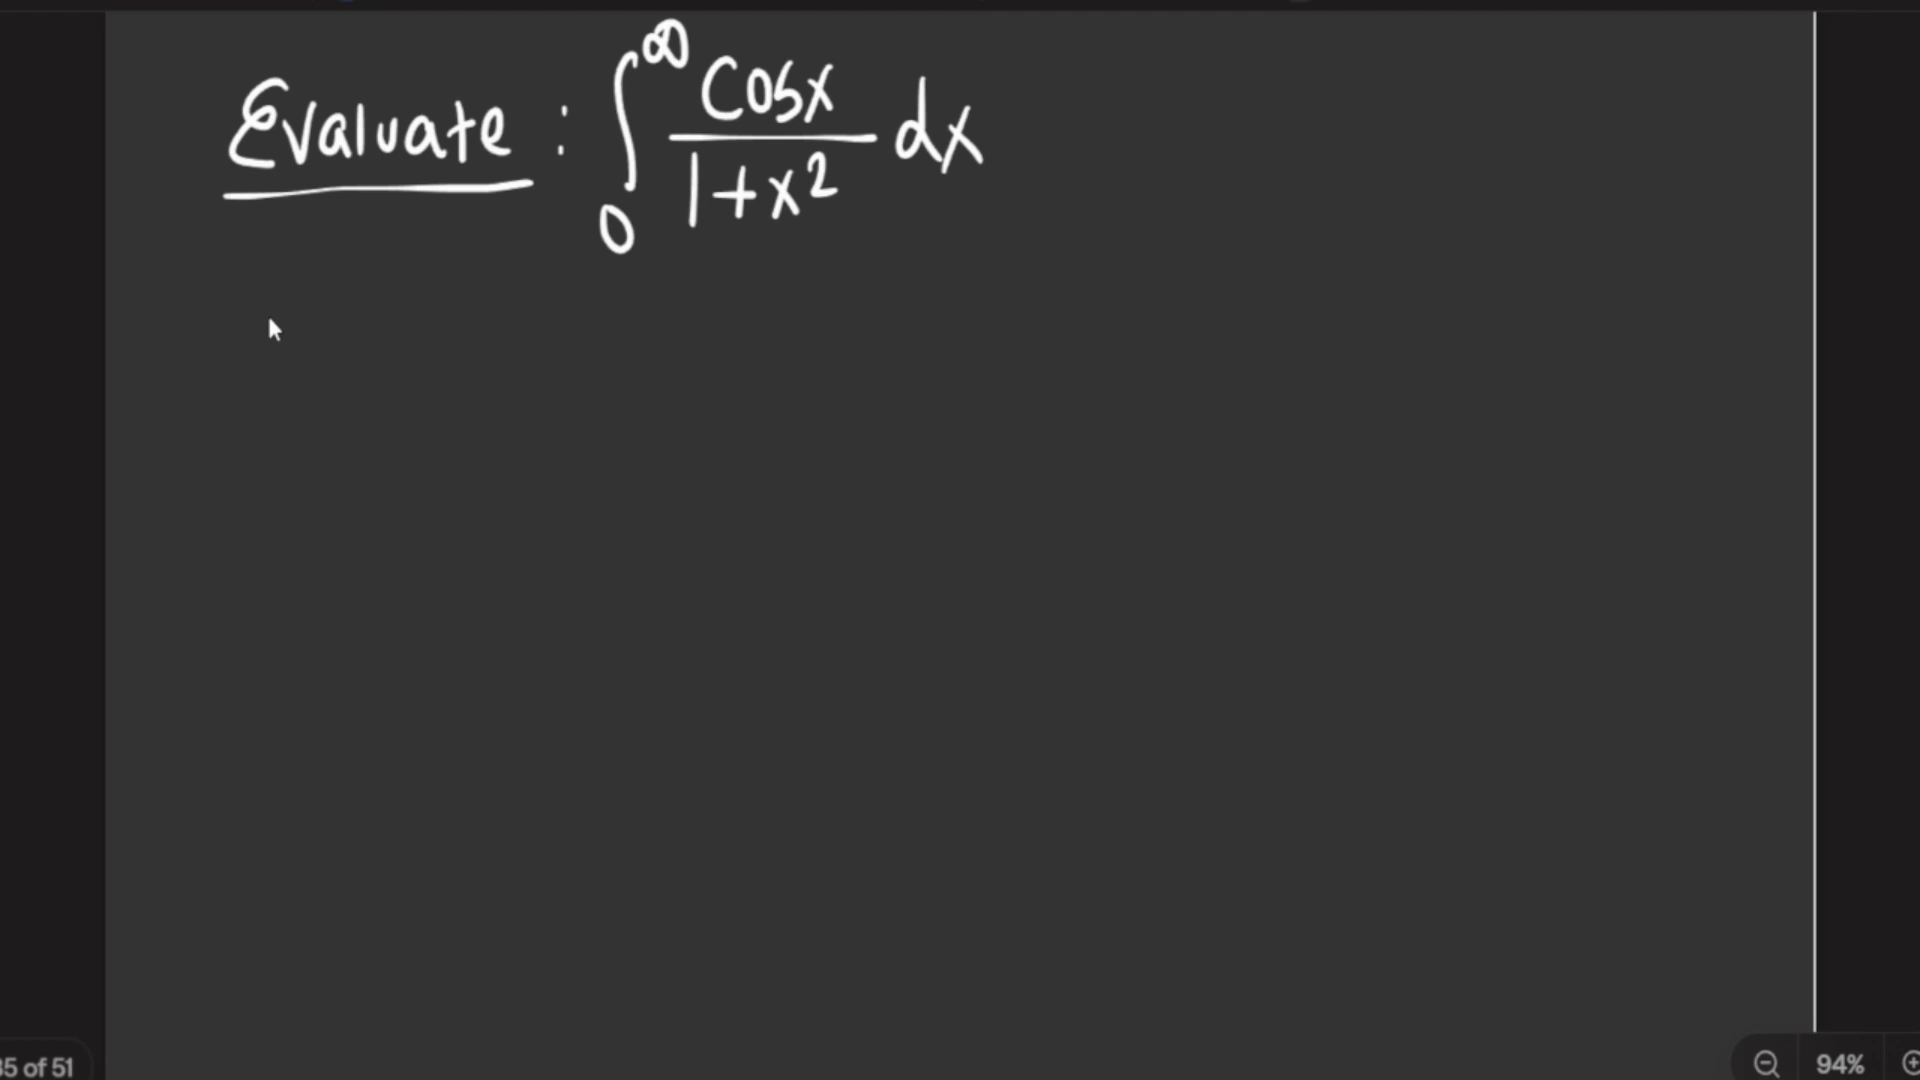 Evaluate : ∫₀^∞ Cosx / (1+x²) dx
35 of 51
94%